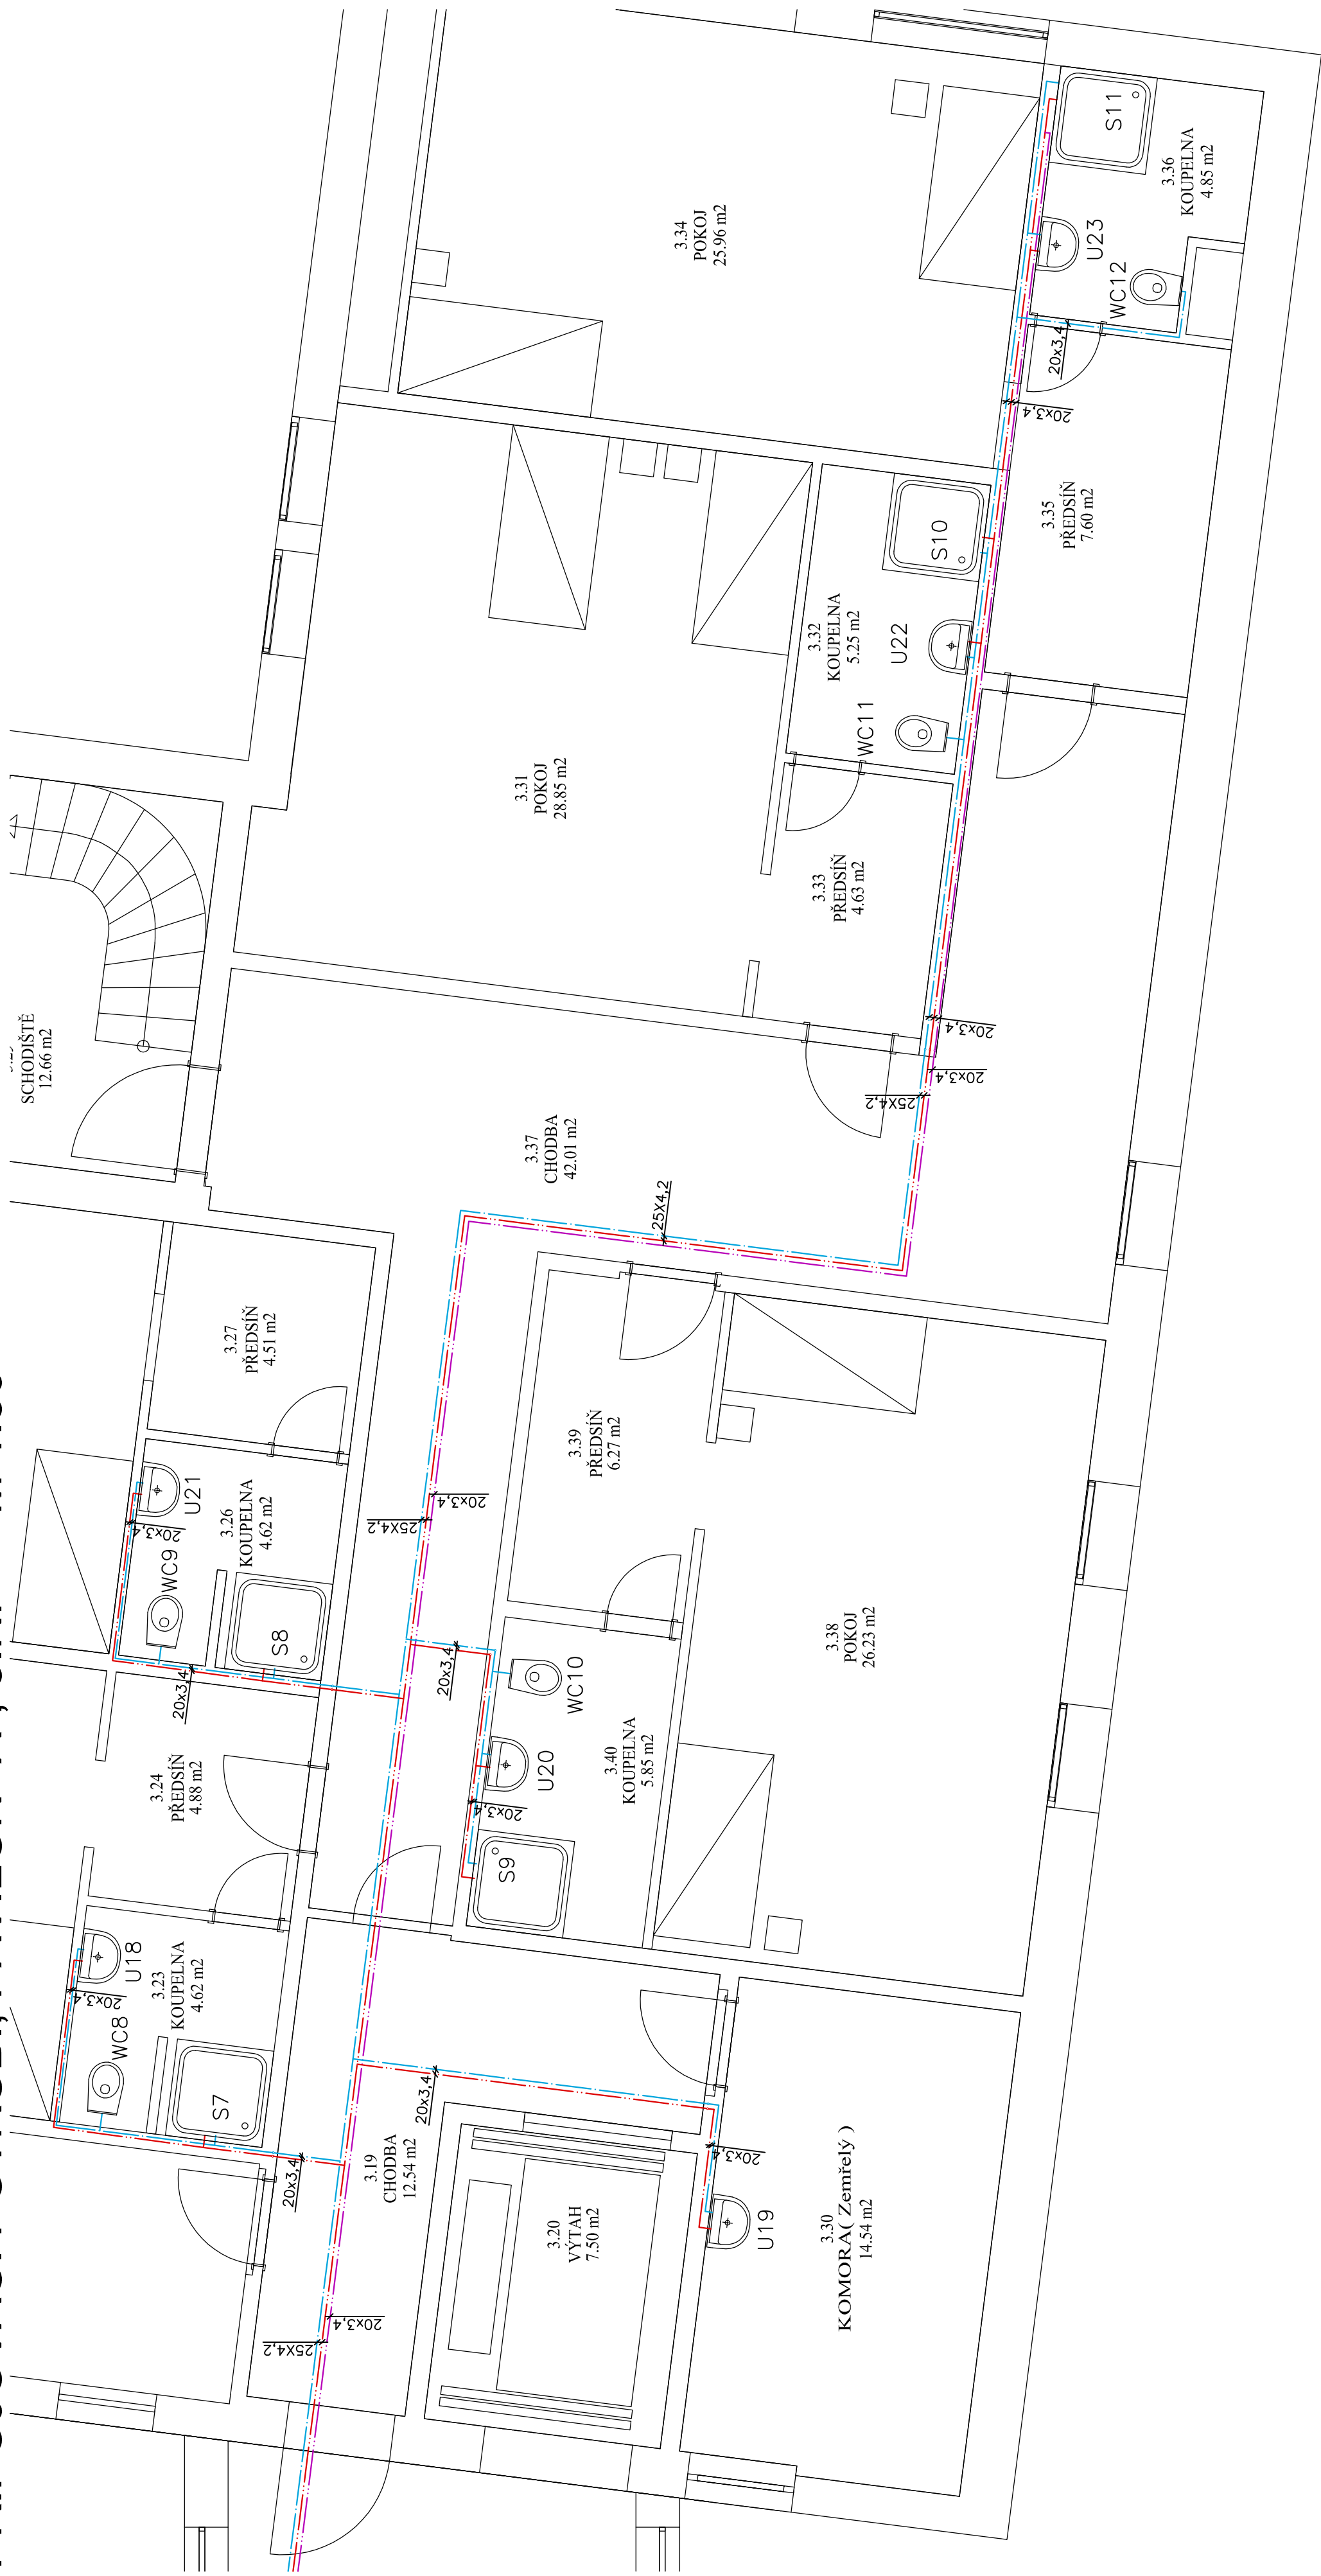 SCHODIŠTĚ
12.66 m2
3.34
POKOJ
25.96 m2
S11
3.36
KOUPELNA
4.85 m2
U23
WC12
20x3,4
20x3,4
3.35
PŘEDSÍŇ
7.60 m2
S10
3.32
KOUPELNA
5.25 m2
U22
WC11
3.31
POKOJ
28.85 m2
3.33
PŘEDSÍŇ
4.63 m2
20x3,4
20x3,4
25X4,2
3.37
CHODBA
42.01 m2
25X4,2
3.27
PŘEDSÍŇ
4.51 m2
3.39
PŘEDSÍŇ
6.27 m2
U21
3.26
KOUPELNA
4.62 m2
20x3,4
WC9
20x3,4
25X4,2
S8
20x3,4
20x3,4
3.38
POKOJ
26.23 m2
WC10
U20
3.40
KOUPELNA
5.85 m2
3.24
PŘEDSÍŇ
4.88 m2
20x3,4
S9
U18
3.23
KOUPELNA
4.62 m2
20x3,4
WC8
S7
20x3,4
20x3,4
3.19
CHODBA
12.54 m2
20x3,4
3.20
VÝTAH
7.50 m2
U19
3.30
KOMORA( Zemřelý )
14.54 m2
20x3,4
25X4,2